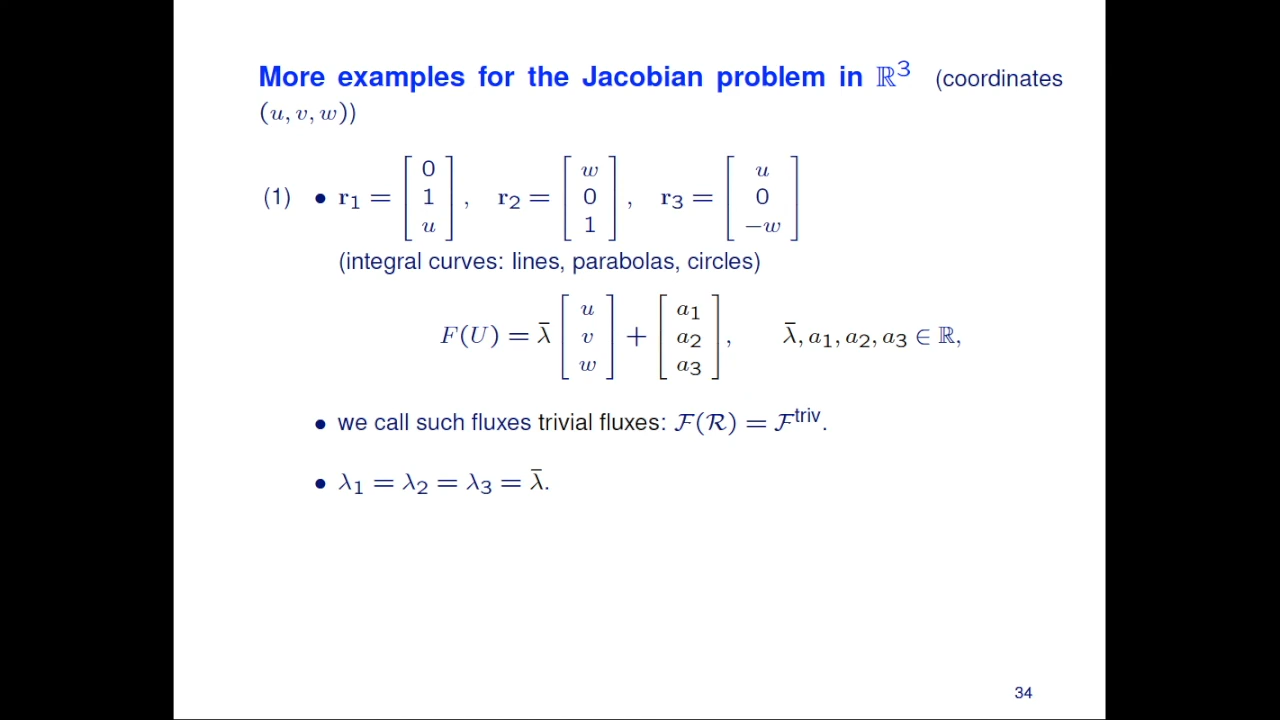 More examples for the Jacobian problem in ℝ³ (coordinates
(u, v, w))
(1) • r₁ = [0 1 u], r₂ = [w 0 1], r₃ = [u 0 −w]
(integral curves: lines, parabolas, circles)
F(U) = λ̄ [u v w] + [a₁ a₂ a₃], λ̄, a₁, a₂, a₃ ∈ ℝ,
• we call such fluxes trivial fluxes: ℱ(ℛ) = ℱ^triv.
• λ₁ = λ₂ = λ₃ = λ̄.
34